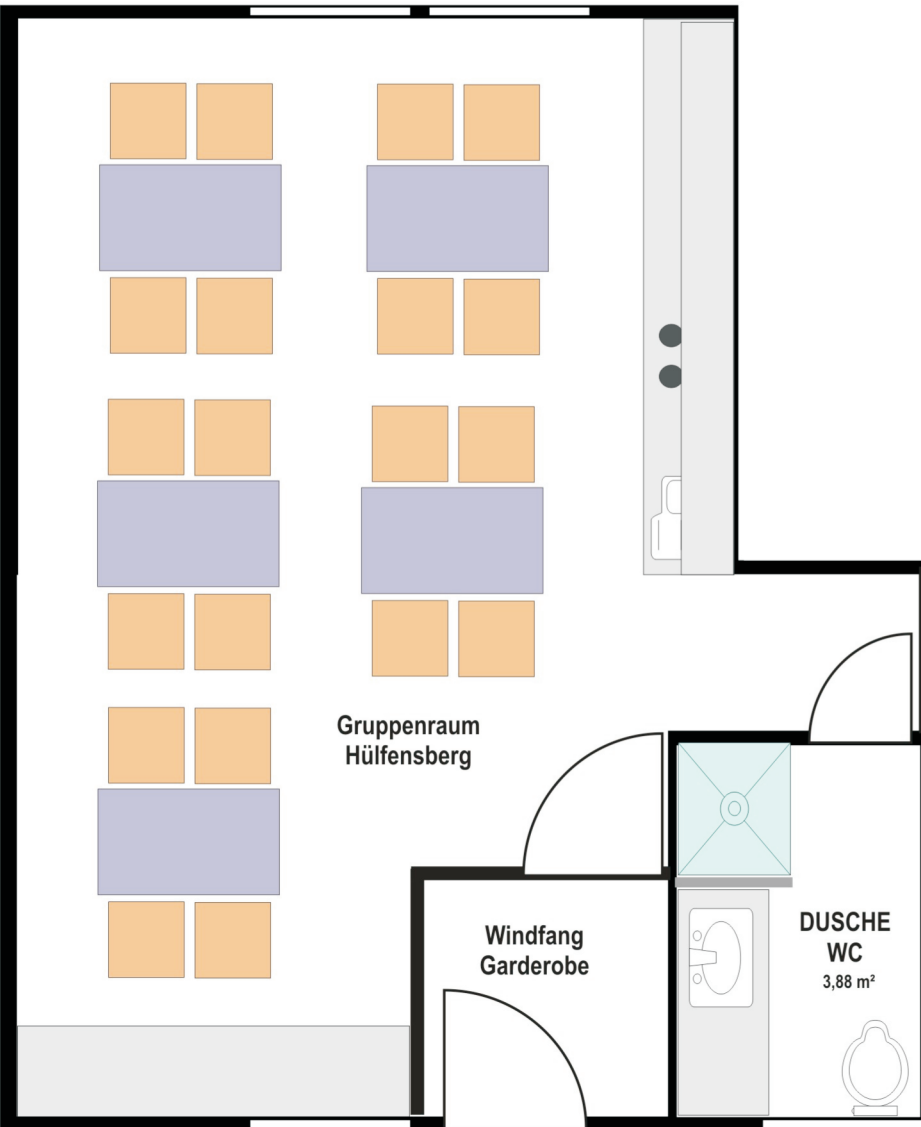 Gruppenraum
Hülfensberg
Windfang
Garderobe
DUSCHE
WC
3,88 m²